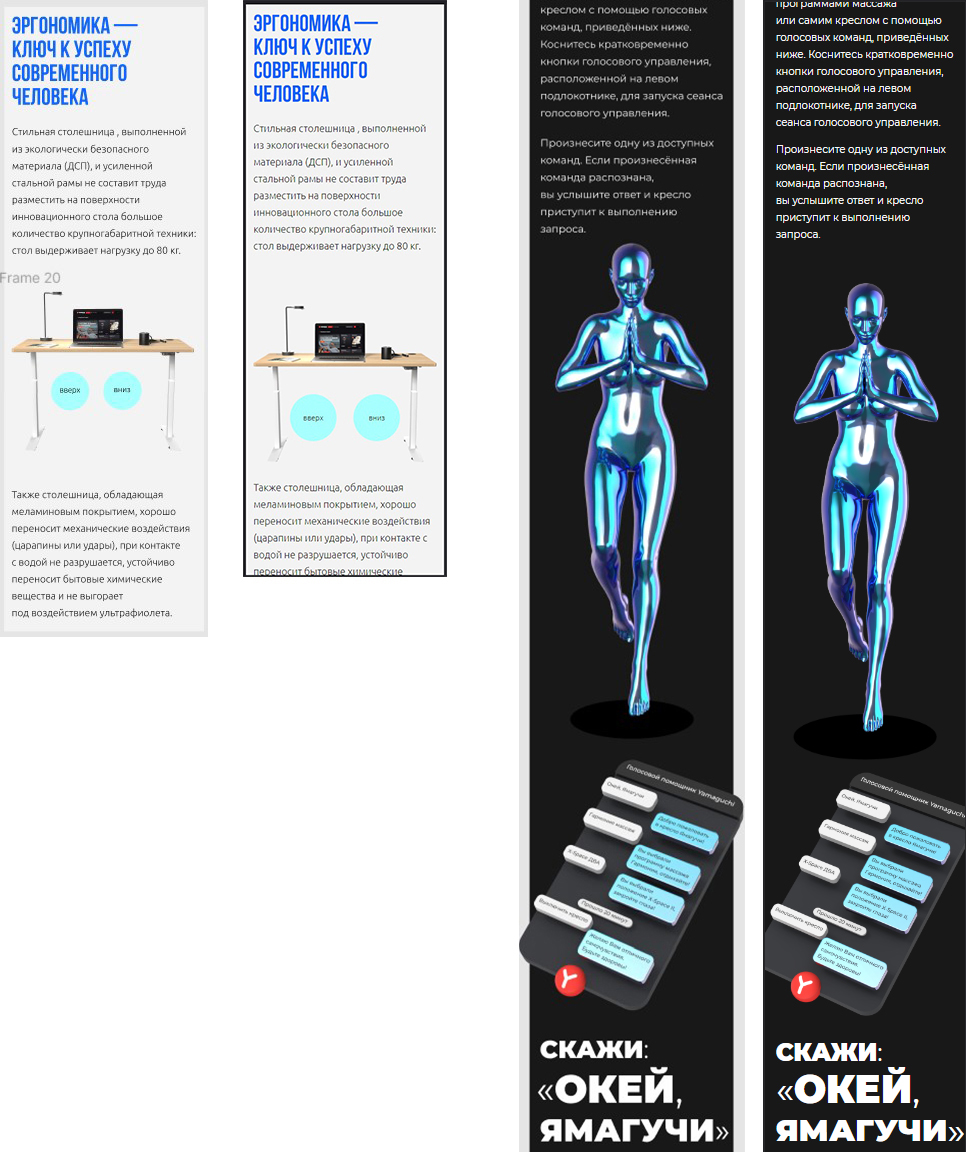 ЭРГОНОМИКА —
КЛЮЧ К УСПЕХУ
СОВРЕМЕННОГО
ЧЕЛОВЕКА
Стильная столешница , выполненной
из экологически безопасного
материала (ДСП), и усиленной
стальной рамы не составит труда
разместить на поверхности
инновационного стола большое
количество крупногабаритной техники:
стол выдерживает нагрузку до 80 кг.
Frame 20
вверх
вниз
Также столешница, обладающая
меламиновым покрытием, хорошо
переносит механические воздействия
(царапины или удары), при контакте
с водой не разрушается, устойчиво
переносит бытовые химические
вещества и не выгорает
под воздействием ультрафиолета.
ЭРГОНОМИКА —
КЛЮЧ К УСПЕХУ
СОВРЕМЕННОГО
ЧЕЛОВЕКА
Стильная столешница , выполненной
из экологически безопасного
материала (ДСП), и усиленной
стальной рамы не составит труда
разместить на поверхности
инновационного стола большое
количество крупногабаритной техники:
стол выдерживает нагрузку до 80 кг.
вверх
вниз
Также столешница, обладающая
меламиновым покрытием, хорошо
переносит механические воздействия
(царапины или удары), при контакте с
водой не разрушается, устойчиво
переносит бытовые химические
креслом с помощью голосовых
команд, приведённых ниже.
Коснитесь кратковременно
кнопки голосового управления,
расположенной на левом
подлокотнике, для запуска сеанса
голосового управления.
Произнесите одну из доступных
команд. Если произнесённая
команда распознана,
вы услышите ответ и кресло
приступит к выполнению
запроса.
Голосовой помощник Yamaguchi
Окей, Ямагучи
Добро пожаловать
в кресло Ямагучи!
Гармония массаж
Вы выбрали
программу массажа
Гармония, отдыхайте!
X-Space ДВА
Вы выбрали
положение X-Space II,
закройте глаза!
Прошло 20 минут
Выключить кресло
Желаю Вам отличного
самочувствия,
будьте здоровы!
СКАЖИ:
«ОКЕЙ,
ЯМАГУЧИ»
программами массажа
или самим креслом с помощью
голосовых команд, приведённых
ниже. Коснитесь кратковременно
кнопки голосового управления,
расположенной на левом
подлокотнике, для запуска
сеанса голосового управления.
Произнесите одну из доступных
команд. Если произнесённая
команда распознана,
вы услышите ответ и кресло
приступит к выполнению
запроса.
Голосовой помощник Yamaguchi
Окей, Ямагучи
Добро пожаловать
в кресло Ямагучи!
Гармония массаж
Вы выбрали
программу массажа
Гармония, отдыхайте!
X-Space ДВА
Вы выбрали
положение X-Space II,
закройте глаза!
Прошло 20 минут
Выключить кресло
Желаю Вам отличного
самочувствия,
будьте здоровы!
СКАЖИ:
«ОКЕЙ,
ЯМАГУЧИ»